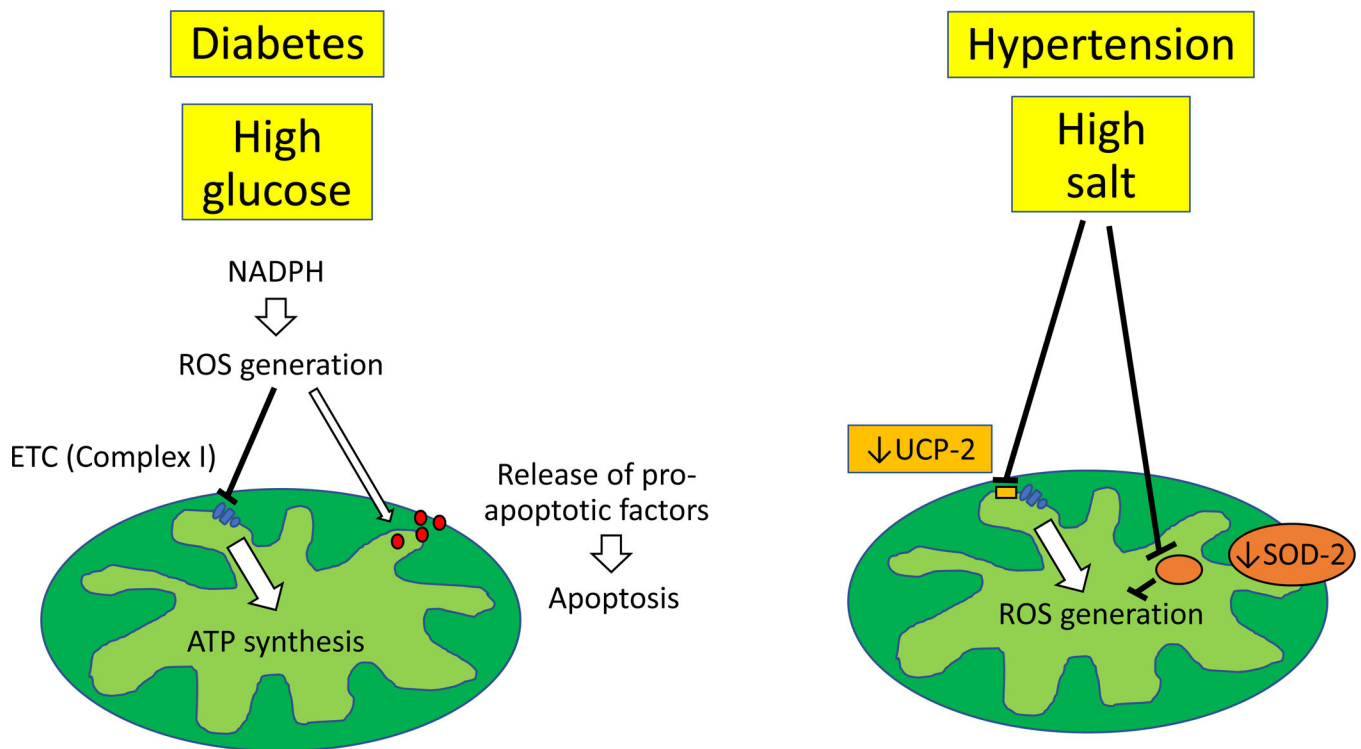 Diabetes
High
glucose
NADPH
ROS generation
ETC (Complex I)
Release of pro-
apoptotic factors
Apoptosis
ATP synthesis
Hypertension
High
salt
↓UCP-2
↓SOD-2
ROS generation